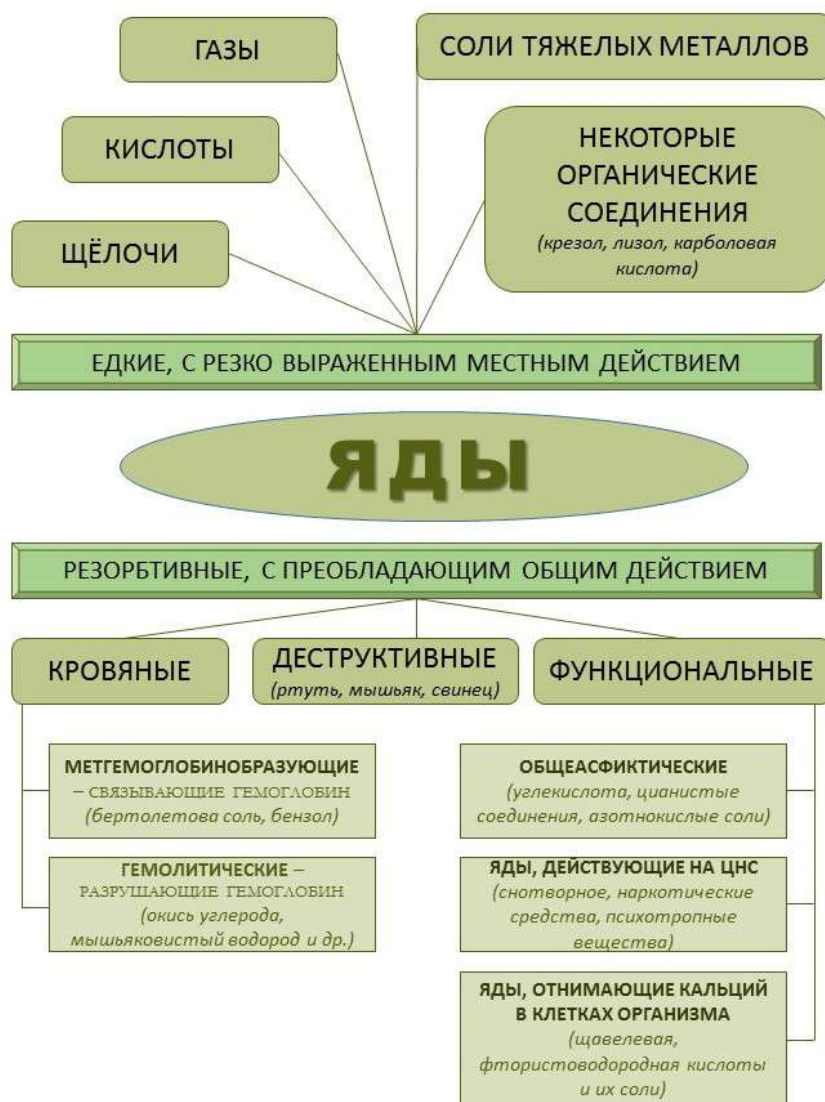 ГАЗЫ
СОЛИ ТЯЖЕЛЫХ МЕТАЛЛОВ
КИСЛОТЫ
НЕКОТОРЫЕ
ОРГАНИЧЕСКИЕ
СОЕДИНЕНИЯ
(крезол, лизол, карболовая
кислота)
ЩЁЛОЧИ
ЕДКИЕ, С РЕЗКО ВЫРАЖЕННЫМ МЕСТНЫМ ДЕЙСТВИЕМ
ЯДЫ
РЕЗОРБТИВНЫЕ, С ПРЕОБЛАДАЮЩИМ ОБЩИМ ДЕЙСТВИЕМ
КРОВЯНЫЕ
ДЕСТРУКТИВНЫЕ
(ртуть, мышьяк, свинец)
ФУНКЦИОНАЛЬНЫЕ
МЕТГЕМОГЛОБИНОБРАЗУЮЩИЕ
– СВЯЗЫВАЮЩИЕ ГЕМОГЛОБИН
(бертолетова соль, бензол)
ГЕМОЛИТИЧЕСКИЕ –
РАЗРУШАЮЩИЕ ГЕМОГЛОБИН
(окись углерода,
мышьяковистый водород и др.)
ОБЩЕАСФИКТИЧЕСКИЕ
(углекислота, цианистые
соединения, азотнокислые соли)
ЯДЫ, ДЕЙСТВУЮЩИЕ НА ЦНС
(снотворное, наркотические
средства, психотропные
вещества)
ЯДЫ, ОТНИМАЮЩИЕ КАЛЬЦИЙ
В КЛЕТКАХ ОРГАНИЗМА
(щавелевая,
фтористоводородная кислоты
и их соли)